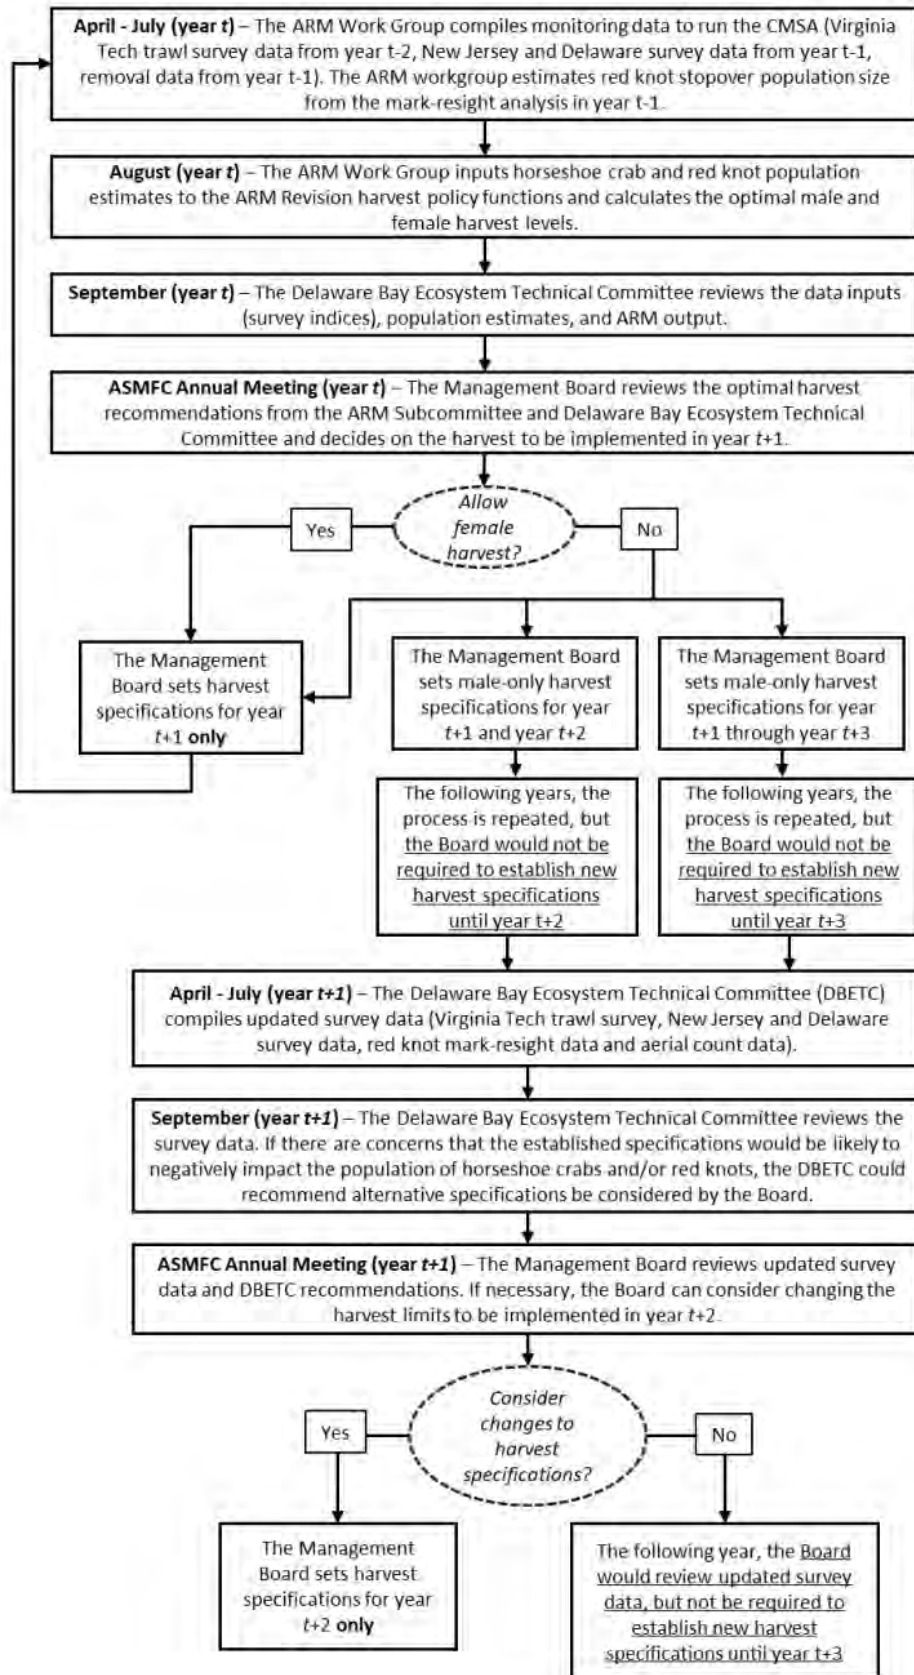 April - July (year t) – The ARM Work Group compiles monitoring data to run the CMSA (Virginia
Tech trawl survey data from year t-2, New Jersey and Delaware survey data from year t-1,
removal data from year t-1). The ARM workgroup estimates red knot stopover population size
from the mark-resight analysis in year t-1.
August (year t) – The ARM Work Group inputs horseshoe crab and red knot population
estimates to the ARM Revision harvest policy functions and calculates the optimal male and
female harvest levels.
September (year t) – The Delaware Bay Ecosystem Technical Committee reviews the data inputs
(survey indices), population estimates, and ARM output.
ASMFC Annual Meeting (year t) – The Management Board reviews the optimal harvest
recommendations from the ARM Subcommittee and Delaware Bay Ecosystem Technical
Committee and decides on the harvest to be implemented in year t+1.
Allow
female
harvest?
Yes
No
The Management
Board sets harvest
specifications for year
t+1 only
The Management Board
sets male-only harvest
specifications for year
t+1 and year t+2
The Management Board
sets male-only harvest
specifications for year
t+1 through year t+3
The following years, the
process is repeated, but
the Board would not be
required to establish new
harvest specifications
until year t+2
The following years, the
process is repeated, but
the Board would not be
required to establish new
harvest specifications
until year t+3
April - July (year t+1) – The Delaware Bay Ecosystem Technical Committee (DBETC)
compiles updated survey data (Virginia Tech trawl survey, New Jersey and Delaware
survey data, red knot mark-resight data and aerial count data).
September (year t+1) – The Delaware Bay Ecosystem Technical Committee reviews the
survey data. If there are concerns that the established specifications would be likely to
negatively impact the population of horseshoe crabs and/or red knots, the DBETC could
recommend alternative specifications be considered by the Board.
ASMFC Annual Meeting (year t+1) – The Management Board reviews updated survey
data and DBETC recommendations. If necessary, the Board can consider changing the
harvest limits to be implemented in year t+2.
Consider
changes to
harvest
specifications?
Yes
No
The Management
Board sets harvest
specifications for year
t+2 only
The following year, the Board
would review updated survey
data, but not be required to
establish new harvest
specifications until year t+3